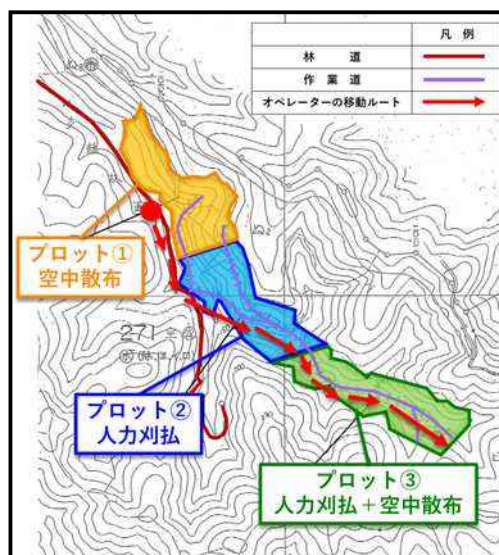 凡 例
林 道
作 業 道
オペレーターの移動ルート
プロット①
空中散布
271
プロット②
人力刈払
プロット③
人力刈払＋空中散布